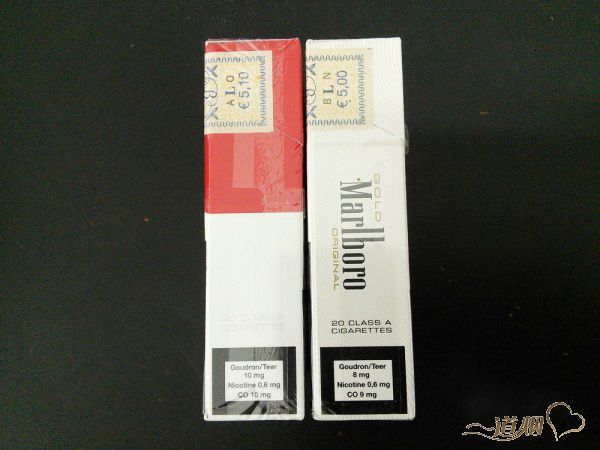 ALO
€ 5,10
20 CLASS A
CIGARETTES
Goudron/Teer
10 mg
Nicotine 0,8 mg
CO 10 mg
BLN
€ 5,00
GOLD
Marlboro
ORIGINAL
20 CLASS A
CIGARETTES
Goudron/Teer
8 mg
Nicotine 0,6 mg
CO 9 mg
一道烟